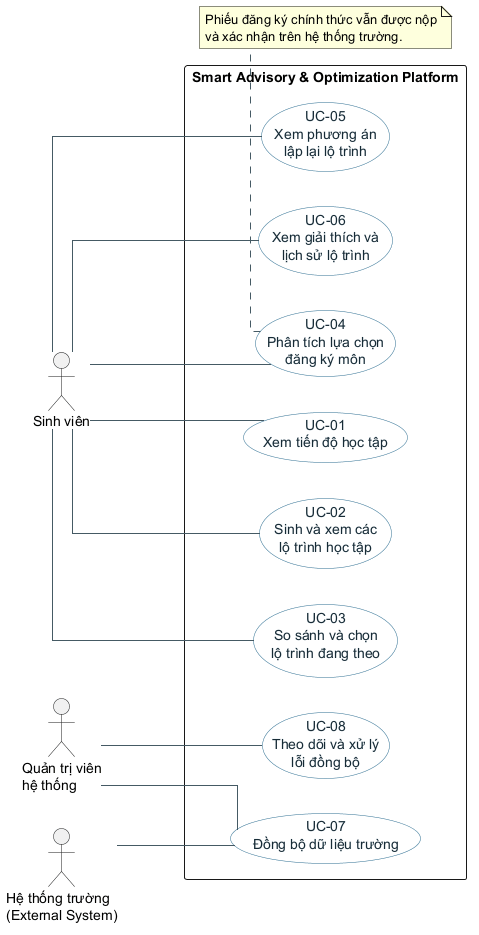 Phiếu đăng ký chính thức vẫn được nộp
và xác nhận trên hệ thống trường.
Smart Advisory & Optimization Platform
UC-05
Xem phương án
lập lại lộ trình
UC-06
Xem giải thích và
lịch sử lộ trình
UC-04
Phân tích lựa chọn
đăng ký môn
Sinh viên
UC-01
Xem tiến độ học tập
UC-02
Sinh và xem các
lộ trình học tập
UC-03
So sánh và chọn
lộ trình đang theo
UC-08
Theo dõi và xử lý
lỗi đồng bộ
Quản trị viên
hệ thống
UC-07
Đồng bộ dữ liệu trường
Hệ thống trường
(External System)